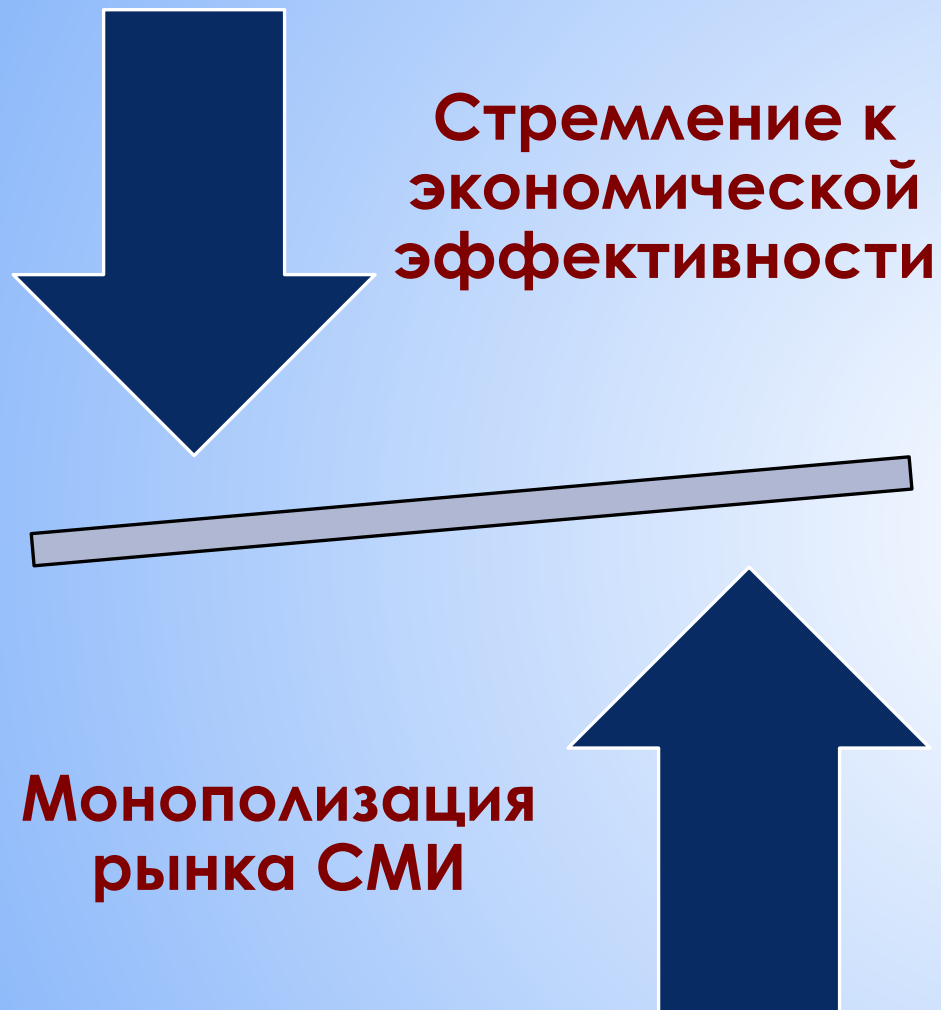 Стремление к
экономической
эффективности
Монополизация
рынка СМИ